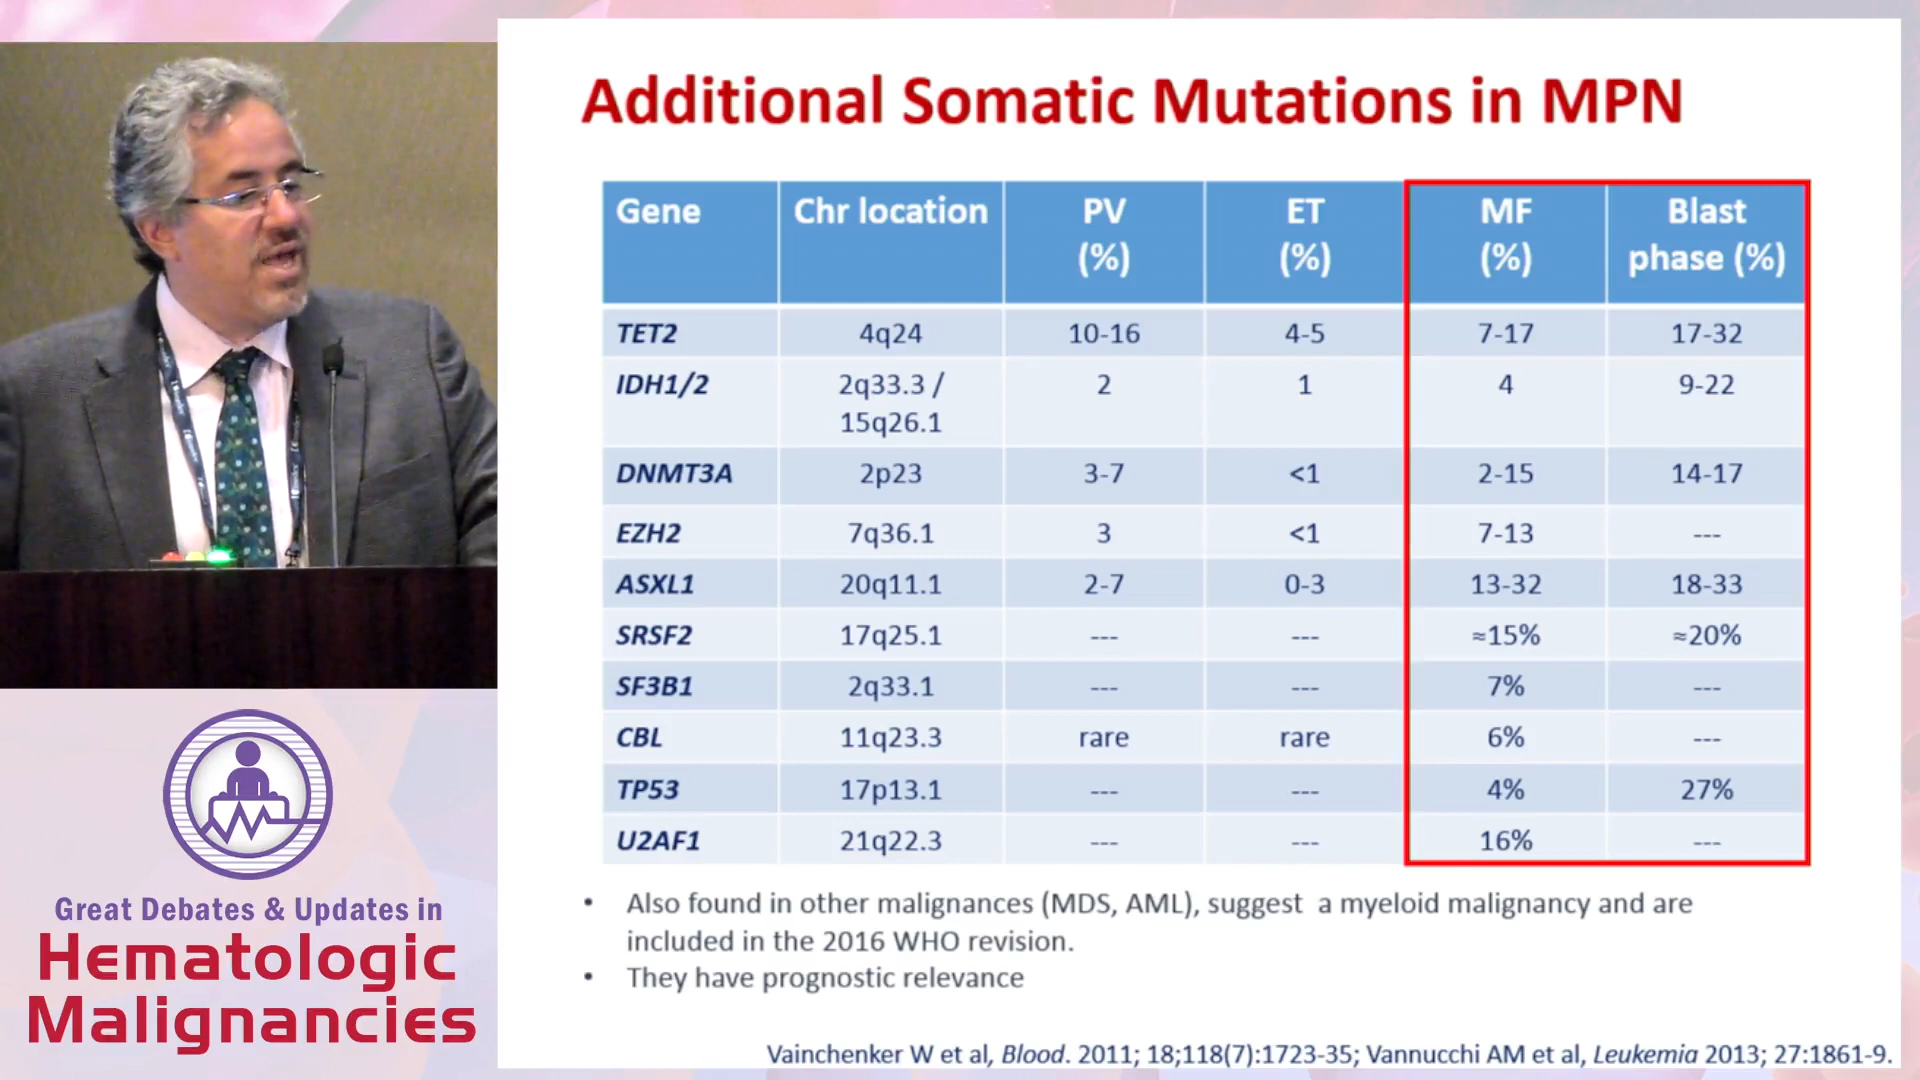 Additional Somatic Mutations in MPN
Gene Chr location PV (%) ET (%) MF (%) Blast phase (%)
TET2 4q24 10-16 4-5 7-17 17-32
IDH1/2 2q33.3 / 15q26.1 2 1 4 9-22
DNMT3A 2p23 3-7 <1 2-15 14-17
EZH2 7q36.1 3 <1 7-13 ---
ASXL1 20q11.1 2-7 0-3 13-32 18-33
SRSF2 17q25.1 --- --- ≈15% ≈20%
SF3B1 2q33.1 --- --- 7% ---
CBL 11q23.3 rare rare 6% ---
TP53 17p13.1 --- --- 4% 27%
U2AF1 21q22.3 --- --- 16% ---
• Also found in other malignances (MDS, AML), suggest a myeloid malignancy and are
included in the 2016 WHO revision.
• They have prognostic relevance
Vainchenker W et al, Blood. 2011; 18;118(7):1723-35; Vannucchi AM et al, Leukemia 2013; 27:1861-9.
Great Debates & Updates in
Hematologic
Malignancies